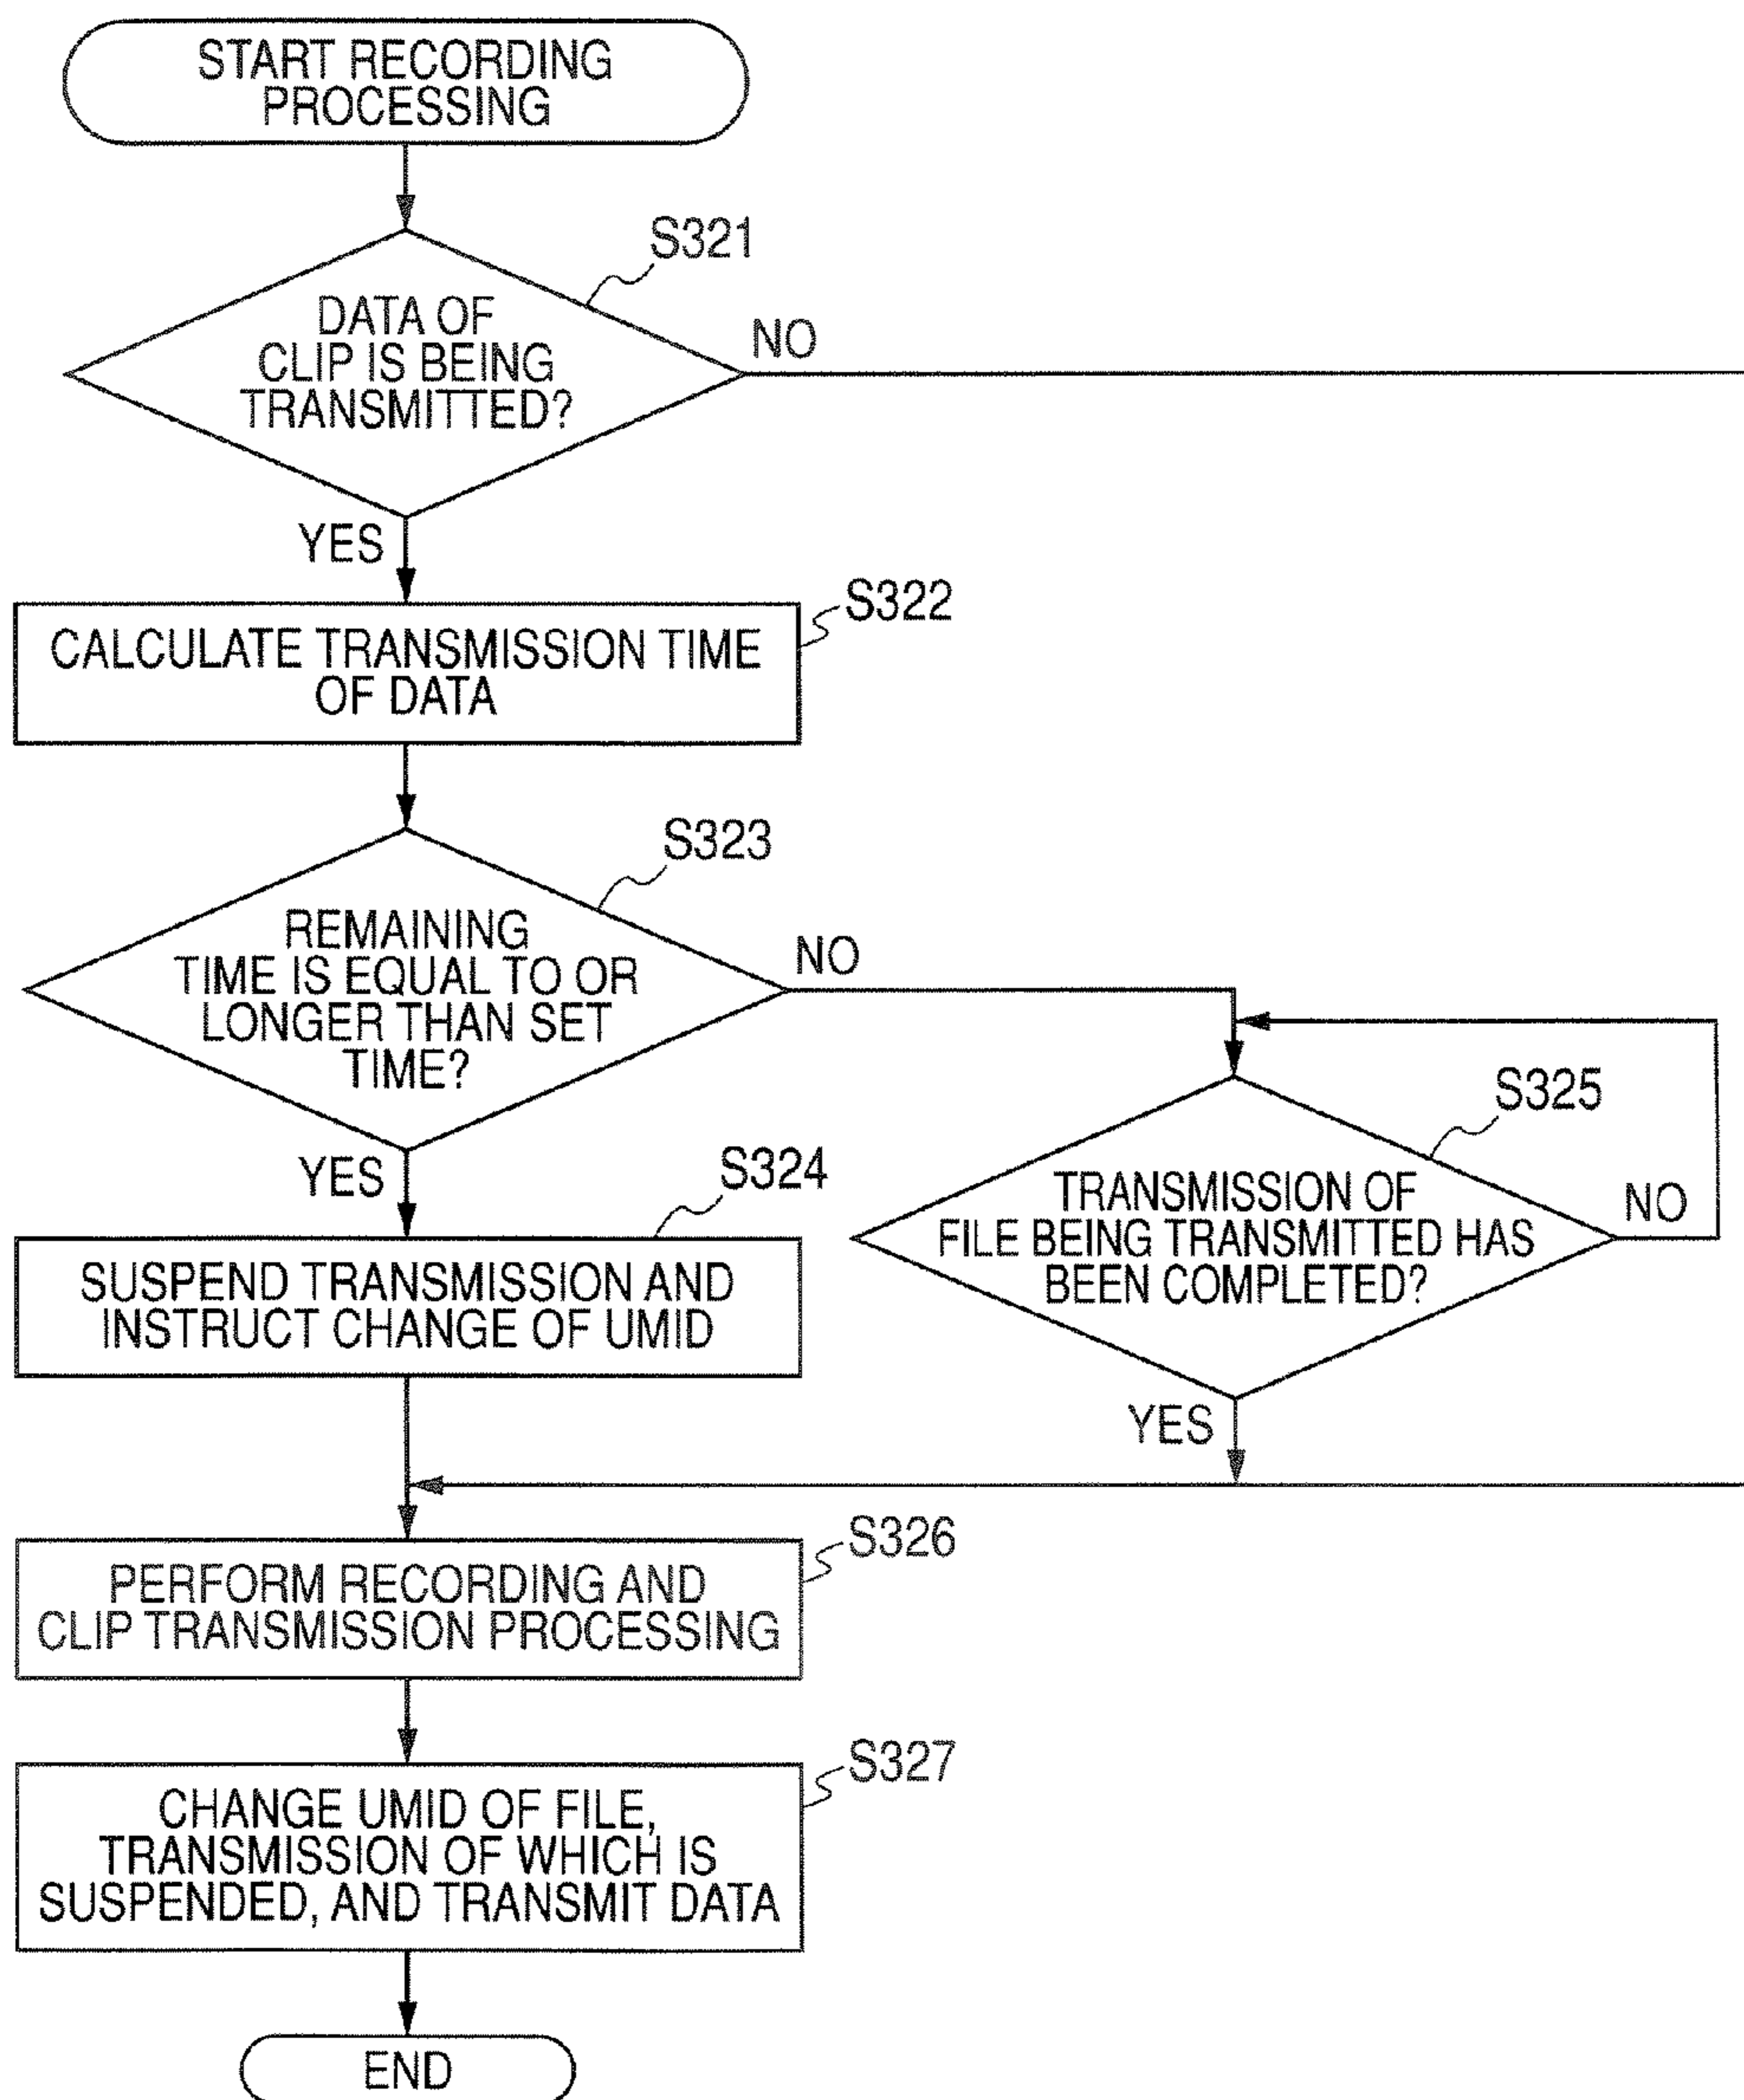 START RECORDING
PROCESSING
S321
DATA OF
CLIP IS BEING
TRANSMITTED?
NO
YES
S322
CALCULATE TRANSMISSION TIME
OF DATA
S323
REMAINING
TIME IS EQUAL TO OR
LONGER THAN SET
TIME?
NO
YES
S324
SUSPEND TRANSMISSION AND
INSTRUCT CHANGE OF UMID
S325
TRANSMISSION OF
FILE BEING TRANSMITTED HAS
BEEN COMPLETED?
NO
YES
S326
PERFORM RECORDING AND
CLIP TRANSMISSION PROCESSING
S327
CHANGE UMID OF FILE,
TRANSMISSION OF WHICH IS
SUSPENDED, AND TRANSMIT DATA
END